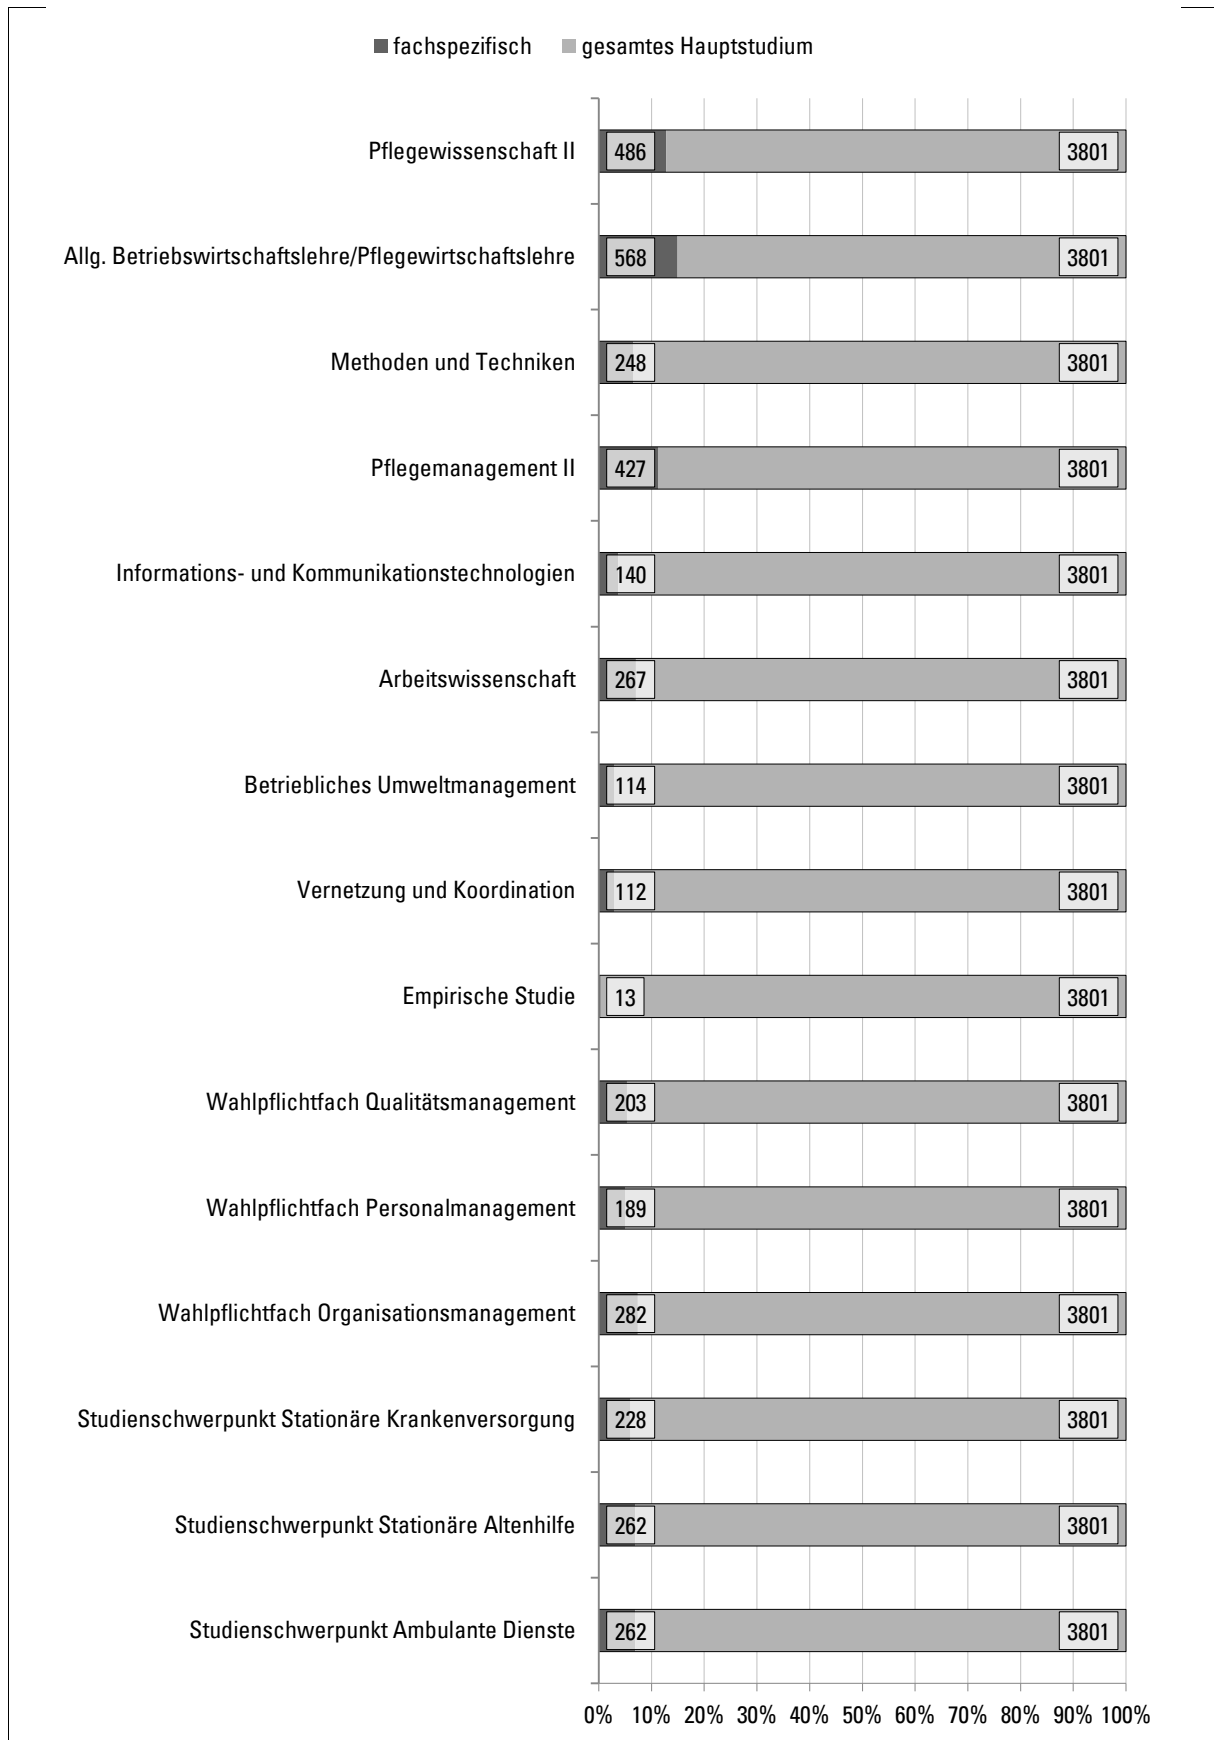 fachspezifisch gesamtes Hauptstudium
Pflegewissenschaft II 486 3801
Allg. Betriebswirtschaftslehre/Pflegewirtschaftslehre 568 3801
Methoden und Techniken 248 3801
Pflegemanagement II 427 3801
Informations- und Kommunikationstechnologien 140 3801
Arbeitswissenschaft 267 3801
Betriebliches Umweltmanagement 114 3801
Vernetzung und Koordination 112 3801
Empirische Studie 13 3801
Wahlpflichtfach Qualitätsmanagement 203 3801
Wahlpflichtfach Personalmanagement 189 3801
Wahlpflichtfach Organisationsmanagement 282 3801
Studienschwerpunkt Stationäre Krankenversorgung 228 3801
Studienschwerpunkt Stationäre Altenhilfe 262 3801
Studienschwerpunkt Ambulante Dienste 262 3801
0% 10% 20% 30% 40% 50% 60% 70% 80% 90% 100%